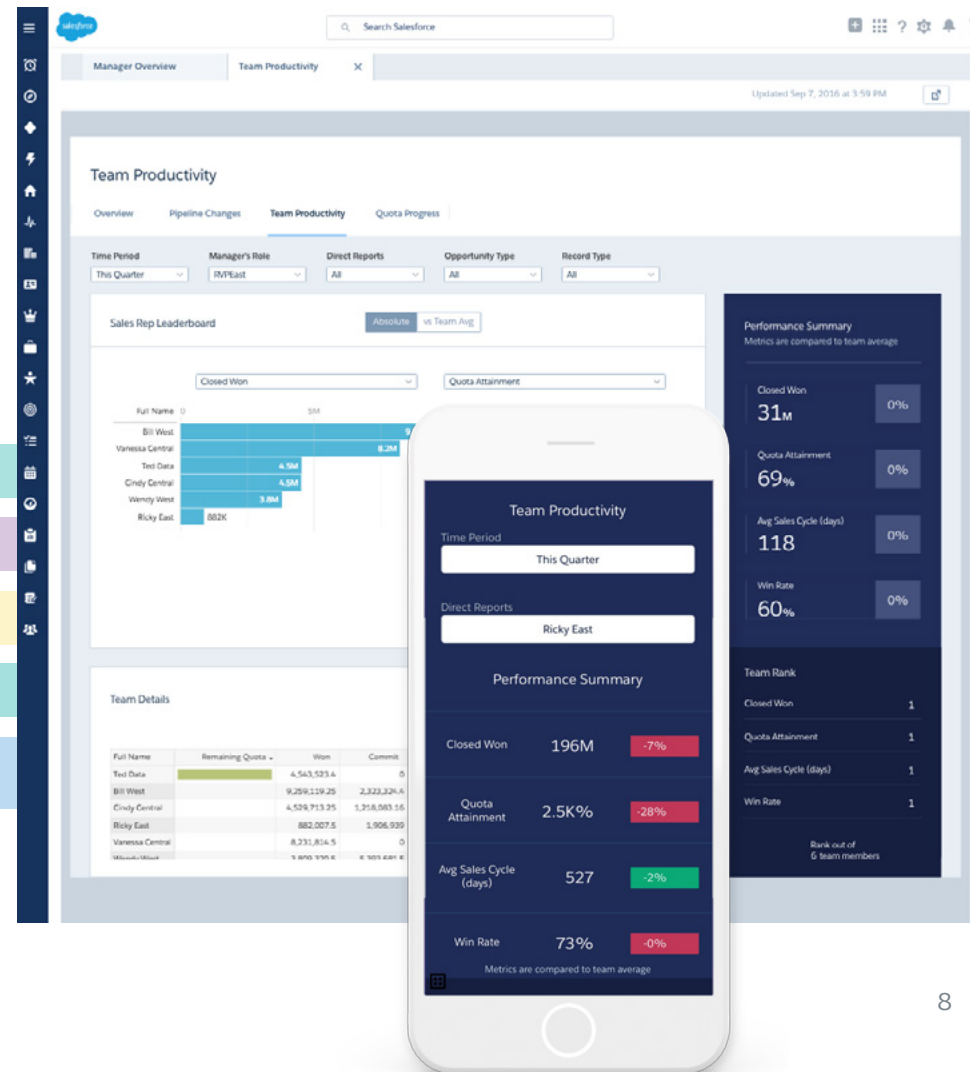 salesforce
Search Salesforce
?
Manager Overview
Team Productivity X
Updated Sep 7, 2016 at 3:59 PM
Team Productivity
Overview Pipeline Changes Team Productivity Quota Progress
Time Period Manager's Role Direct Reports Opportunity Type Record Type
This Quarter RVPEast All All All
Sales Rep Leaderboard
Absolute vs Team Avg
Closed Won Quota Attainment
Full Name 0 5M
Bill West
Vanessa Central 8.2M
Ted Data 4.5M
Cindy Central 4.5M
Wendy West 3.8M
Ricky East 882K
Team Details
Full Name Remaining Quota Won Commit
Ted Data 4,543,523.4 0
Bill West 9,259,119.25 2,323,324.4
Cindy Central 4,529,713.25 1,218,083.16
Ricky East 882,007.5 1,906,939
Vanessa Central 8,231,814.5 0
Wendy West 3,809,320.5 5,393,681.5
Performance Summary
Metrics are compared to team average
Closed Won
31M 0%
Quota Attainment
69% 0%
Avg Sales Cycle (days)
118 0%
Win Rate
60% 0%
Team Rank
Closed Won 1
Quota Attainment 1
Avg Sales Cycle (days) 1
Win Rate 1
Rank out of
6 team members
Team Productivity
Time Period
This Quarter
Direct Reports
Ricky East
Performance Summary
Closed Won 196M -7%
Quota
Attainment 2.5K% -28%
Avg Sales Cycle
(days) 527 -2%
Win Rate 73% -0%
Metrics are compared to team average
8